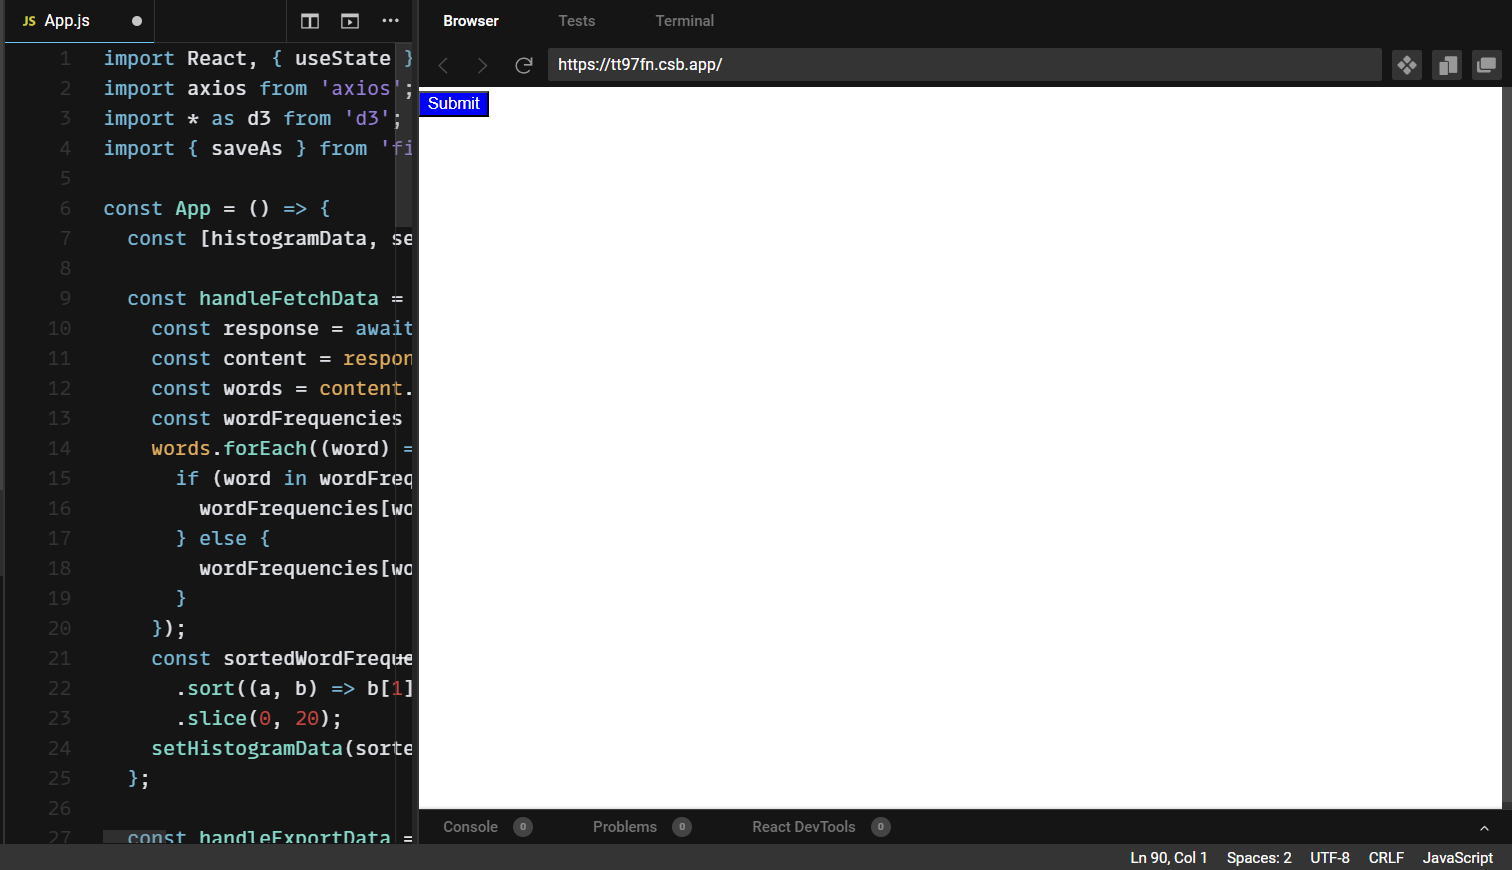 JS App.js
1 import React, { useState }
2 import axios from 'axios';
3 import * as d3 from 'd3';
4 import { saveAs } from 'fi
5
6 const App = () => {
7 const [histogramData, se
8
9 const handleFetchData =
10 const response = await
11 const content = respon
12 const words = content.
13 const wordFrequencies
14 words.forEach((word) =
15 if (word in wordFreq
16 wordFrequencies[wo
17 } else {
18 wordFrequencies[wo
19 }
20 });
21 const sortedWordFreque
22 .sort((a, b) => b[1]
23 .slice(0, 20);
24 setHistogramData(sorte
25 };
26
27 const handleExportData =
Browser Tests Terminal
https://tt97fn.csb.app/
Submit
Console 0 Problems 0 React DevTools 0
Ln 90, Col 1 Spaces: 2 UTF-8 CRLF JavaScript